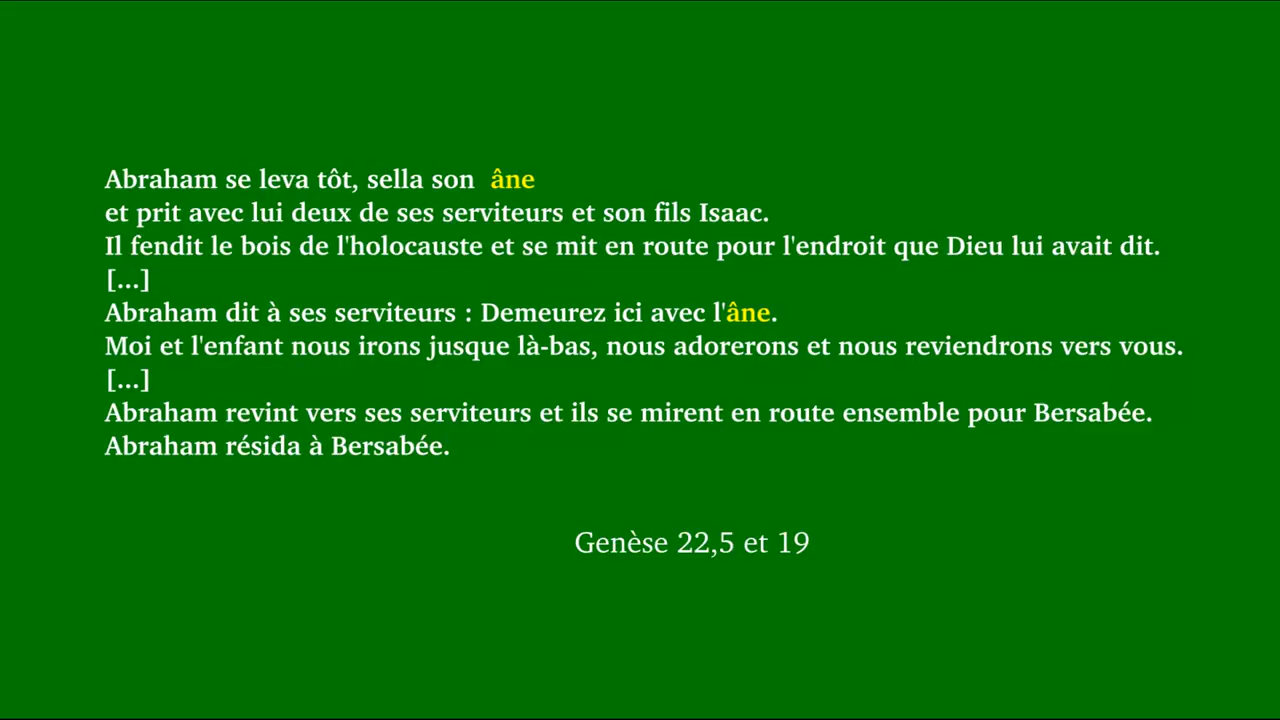 Abraham se leva tôt, sella son âne
et prit avec lui deux de ses serviteurs et son fils Isaac.
Il fendit le bois de l'holocauste et se mit en route pour l'endroit que Dieu lui avait dit.
[...]
Abraham dit à ses serviteurs : Demeurez ici avec l'âne.
Moi et l'enfant nous irons jusque là-bas, nous adorerons et nous reviendrons vers vous.
[...]
Abraham revint vers ses serviteurs et ils se mirent en route ensemble pour Bersabée.
Abraham résida à Bersabée.
Genèse 22,5 et 19